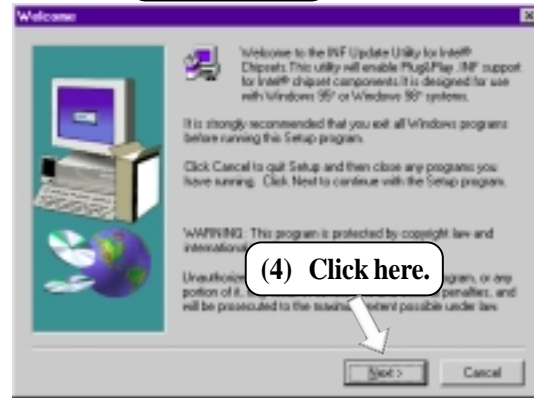 Welcome
Welcome to the INF Update Utility for Intel®
Chipsets. This utility will enable Plug&Play .INF support
for Intel® chipset components. It is designed for use
with Windows 95* or Windows 98* systems.
It is strongly recommended that you exit all Windows programs
before running this Setup program.
Click Cancel to quit Setup and then close any programs you
have running. Click Next to continue with the Setup program.
WARNING: This program is protected by copyright law and
international
(4) Click here.
program, or any
portion of it, penalties, and
will be prosecuted to the maximum extent possible under law.
Next >
Cancel